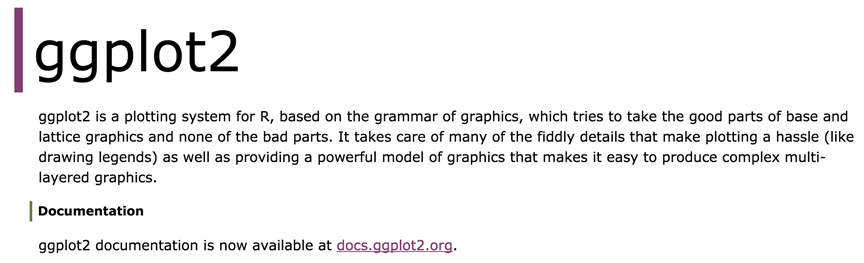 ggplot2
ggplot2 is a plotting system for R, based on the grammar of graphics, which tries to take the good parts of base and
lattice graphics and none of the bad parts. It takes care of many of the fiddly details that make plotting a hassle (like
drawing legends) as well as providing a powerful model of graphics that makes it easy to produce complex multi-
layered graphics.
Documentation
ggplot2 documentation is now available at docs.ggplot2.org.